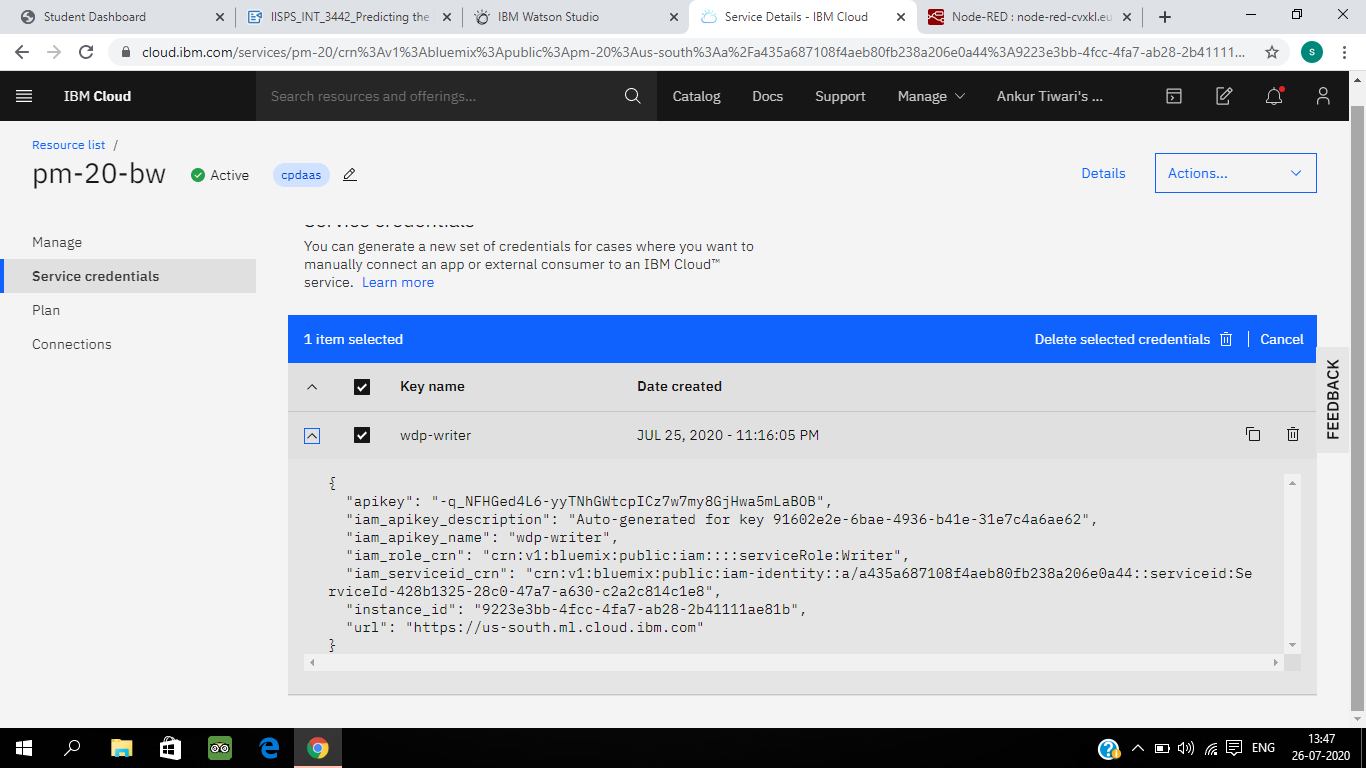 Student Dashboard
IISPS_INT_3442_Predicting the
IBM Watson Studio
Service Details - IBM Cloud
Node-RED : node-red-cvxkl.eu
cloud.ibm.com/services/pm-20/crn%3Av1%3Abluemix%3Apublic%3Apm-20%3Aus-south%3Aa%2Fa435a687108f4aeb80fb238a206e0a44%3A9223e3bb-4fcc-4fa7-ab28-2b41111...
s
IBM Cloud
Search resources and offerings...
Catalog
Docs
Support
Manage
Ankur Tiwari's ...
Resource list /
pm-20-bw
Active
cpdaas
Details
Actions...
Manage
Service credentials
Plan
Connections
Service credentials
You can generate a new set of credentials for cases where you want to
manually connect an app or external consumer to an IBM Cloud™
service. Learn more
1 item selected
Delete selected credentials
Cancel
Key name
Date created
wdp-writer
JUL 25, 2020 - 11:16:05 PM
{
"apikey": "-q_NFHGed4L6-yyTNhGWtcpICz7w7my8GjHwa5mLaBOB",
"iam_apikey_description": "Auto-generated for key 91602e2e-6bae-4936-b41e-31e7c4a6ae62",
"iam_apikey_name": "wdp-writer",
"iam_role_crn": "crn:v1:bluemix:public:iam::::serviceRole:Writer",
"iam_serviceid_crn": "crn:v1:bluemix:public:iam-identity::a/a435a687108f4aeb80fb238a206e0a44::serviceid:Se
rviceId-428b1325-28c0-47a7-a630-c2a2c814c1e8",
"instance_id": "9223e3bb-4fcc-4fa7-ab28-2b41111ae81b",
"url": "https://us-south.ml.cloud.ibm.com"
}
FEEDBACK
ENG
13:47
26-07-2020